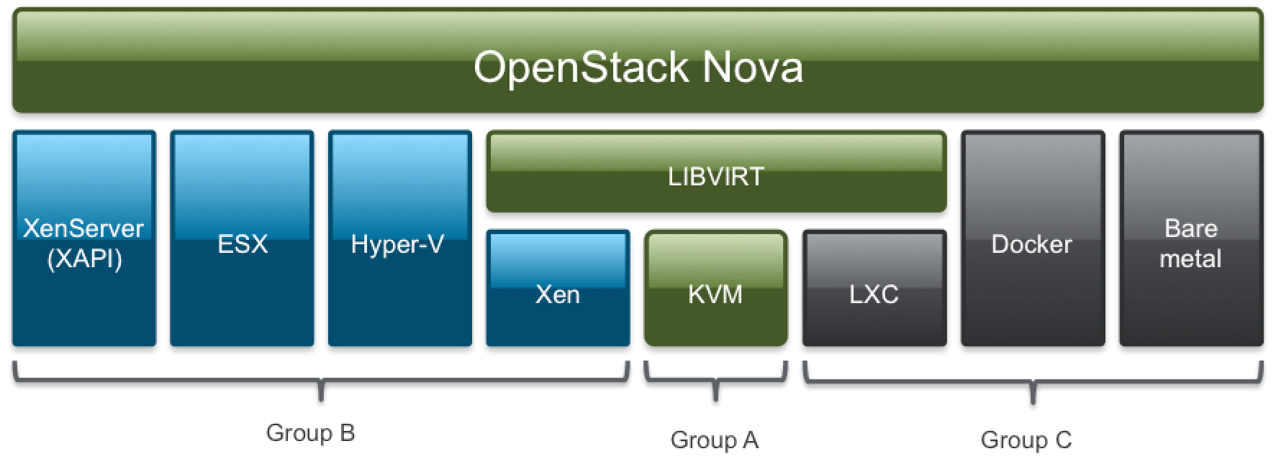 OpenStack Nova
XenServer
(XAPI)
ESX
Hyper-V
LIBVIRT
Xen
KVM
LXC
Docker
Bare
metal
Group B
Group A
Group C